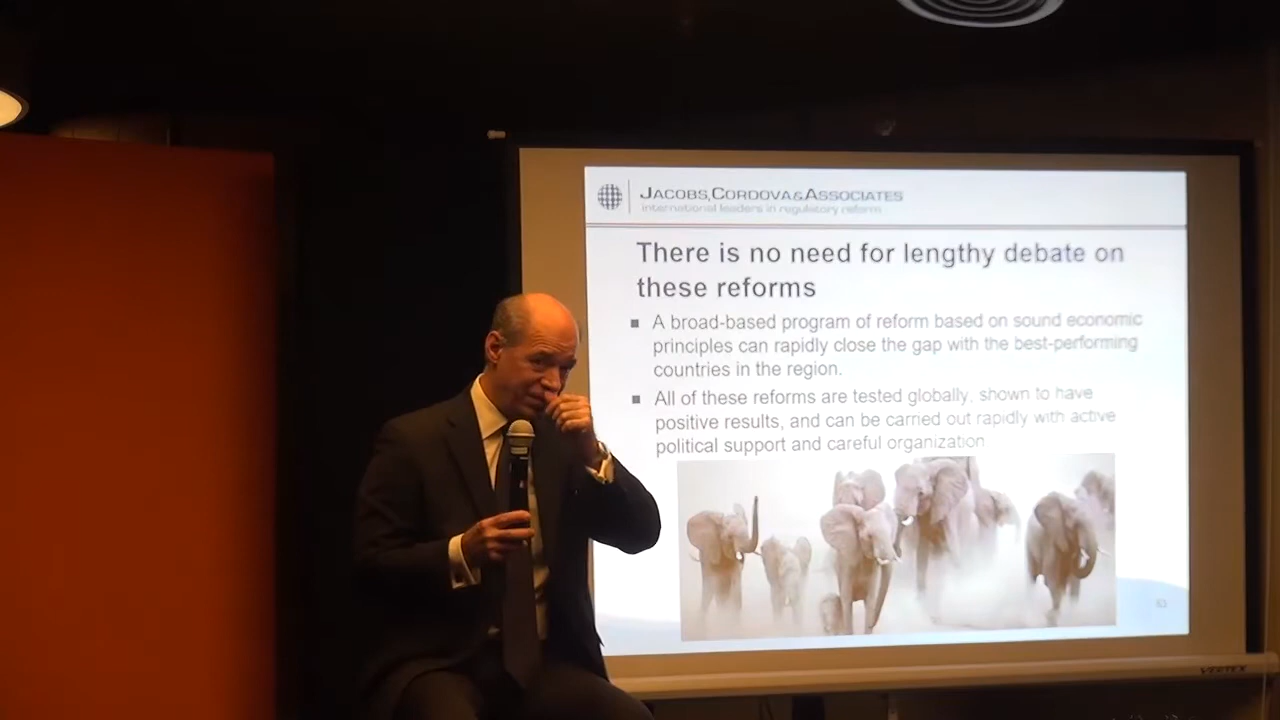 JACOBS, CORDOVA & ASSOCIATES
international leaders in regulatory reform
There is no need for lengthy debate on
these reforms
■ A broad-based program of reform based on sound economic
principles can rapidly close the gap with the best-performing
countries in the region.
■ All of these reforms are tested globally, shown to have
positive results, and can be carried out rapidly with active
political support and careful organization
VERTEX